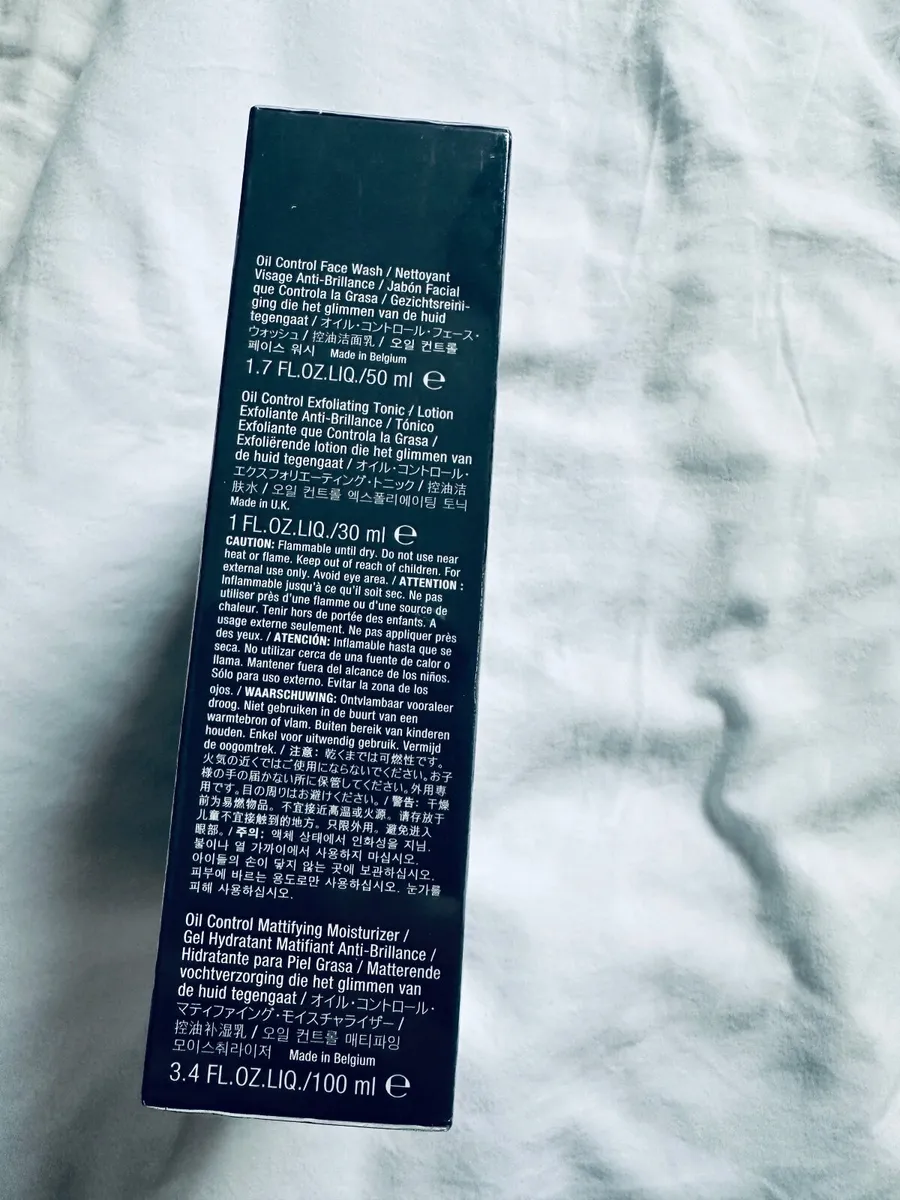 Oil Control Face Wash / Nettoyant
Visage Anti-Brillance / Jabón Facial
que Controla la Grasa / Gezichtsreini-
ging die het glimmen van de huid
tegengaat / オイル・コントロール・フェース・
ウォッシュ / 控油洁面乳 / 오일 컨트롤
페이스 워시 Made in Belgium
1.7 FL.OZ.LIQ./50 ml ℮
Oil Control Exfoliating Tonic / Lotion
Exfoliante Anti-Brillance / Tónico
Exfoliante que Controla la Grasa /
Exfoliërende lotion die het glimmen van
de huid tegengaat / オイル・コントロール・
エクスフォリエーティング・トニック / 控油洁
肤水 / 오일 컨트롤 엑스폴리에이팅 토닉
Made in U.K.
1 FL.OZ.LIQ./30 ml ℮
CAUTION: Flammable until dry. Do not use near
heat or flame. Keep out of reach of children. For
external use only. Avoid eye area. / ATTENTION :
Inflammable jusqu'à ce qu'il soit sec. Ne pas
utiliser près d'une flamme ou d'une source de
chaleur. Tenir hors de portée des enfants. A
usage externe seulement. Ne pas appliquer près
des yeux. / ATENCIÓN: Inflamable hasta que se
seca. No utilizar cerca de una fuente de calor o
llama. Mantener fuera del alcance de los niños.
Sólo para uso externo. Evitar la zona de los
ojos. / WAARSCHUWING: Ontvlambaar vooraleer
droog. Niet gebruiken in de buurt van een
warmtebron of vlam. Buiten bereik van kinderen
houden. Enkel voor uitwendig gebruik. Vermijd
de oogomtrek. / 注意：乾くまでは可燃性です。
火気の近くではご使用にならないでください。お子
様の手の届かない所に保管してください。外用専
用です。目の周りはお避けください。/ 警告：干燥
前为易燃物品。不宜接近高温或火源。请存放于
儿童不宜接触到的地方。只限外用。避免进入
眼部。/ 주의: 액체 상태에서 인화성을 지님.
불이나 열 가까이에서 사용하지 마십시오.
아이들의 손이 닿지 않는 곳에 보관하십시오.
피부에 바르는 용도로만 사용하십시오. 눈가를
피해 사용하십시오.
Oil Control Mattifying Moisturizer /
Gel Hydratant Matifiant Anti-Brillance /
Hidratante para Piel Grasa / Matterende
vochtverzorging die het glimmen van
de huid tegengaat / オイル・コントロール・
マティファイング・モイスチャライザー /
控油补湿乳 / 오일 컨트롤 매티파잉
모이스춰라이저 Made in Belgium
3.4 FL.OZ.LIQ./100 ml ℮